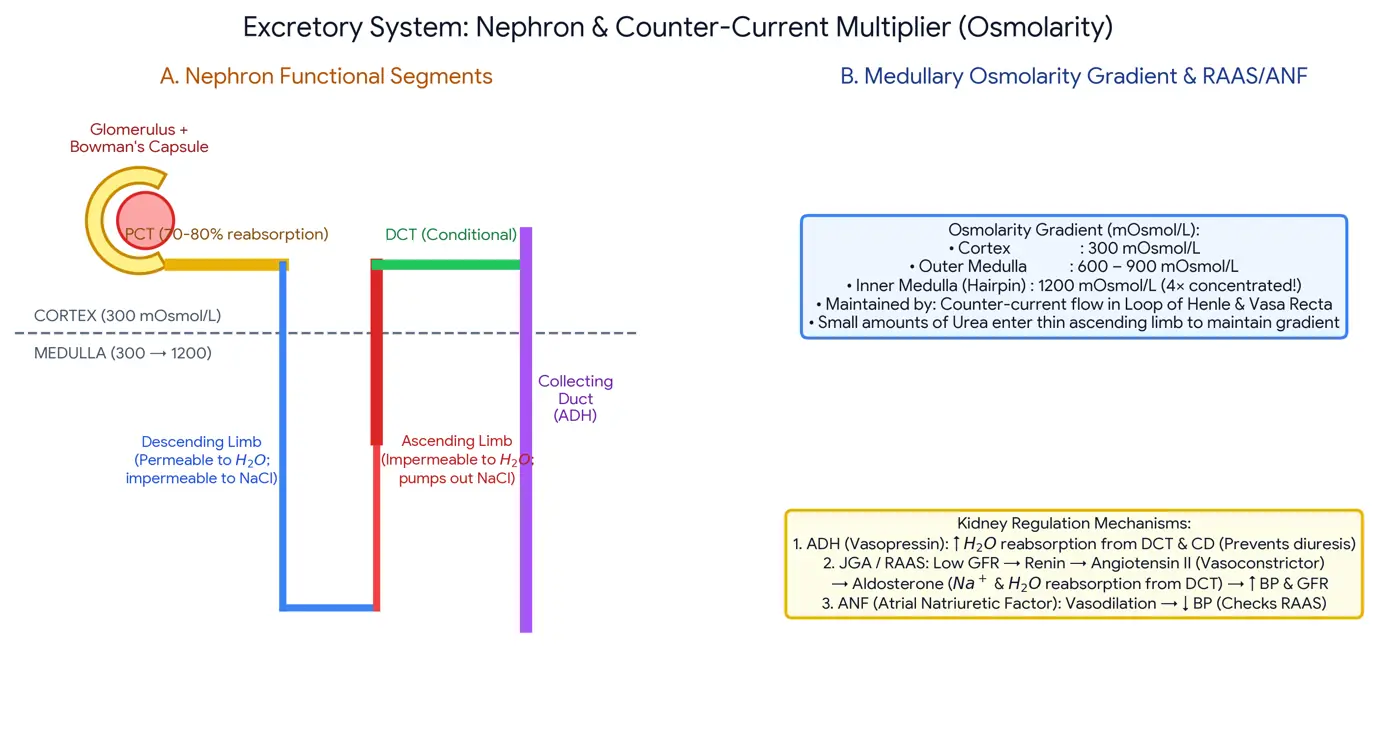 Excretory System: Nephron & Counter-Current Multiplier (Osmolarity)
A. Nephron Functional Segments
Glomerulus +
Bowman's Capsule
PCT (70-80% reabsorption)
DCT (Conditional)
CORTEX (300 mOsmol/L)
MEDULLA (300 → 1200)
Collecting
Duct
(ADH)
Descending Limb
(Permeable to H₂O;
impermeable to NaCl)
Ascending Limb
(Impermeable to H₂O;
pumps out NaCl)
B. Medullary Osmolarity Gradient & RAAS/ANF
Osmolarity Gradient (mOsmol/L):
• Cortex : 300 mOsmol/L
• Outer Medulla : 600 – 900 mOsmol/L
• Inner Medulla (Hairpin) : 1200 mOsmol/L (4× concentrated!)
• Maintained by: Counter-current flow in Loop of Henle & Vasa Recta
• Small amounts of Urea enter thin ascending limb to maintain gradient
Kidney Regulation Mechanisms:
1. ADH (Vasopressin): ↑ H₂O reabsorption from DCT & CD (Prevents diuresis)
2. JGA / RAAS: Low GFR → Renin → Angiotensin II (Vasoconstrictor)
→ Aldosterone (Na⁺ & H₂O reabsorption from DCT) → ↑ BP & GFR
3. ANF (Atrial Natriuretic Factor): Vasodilation → ↓ BP (Checks RAAS)